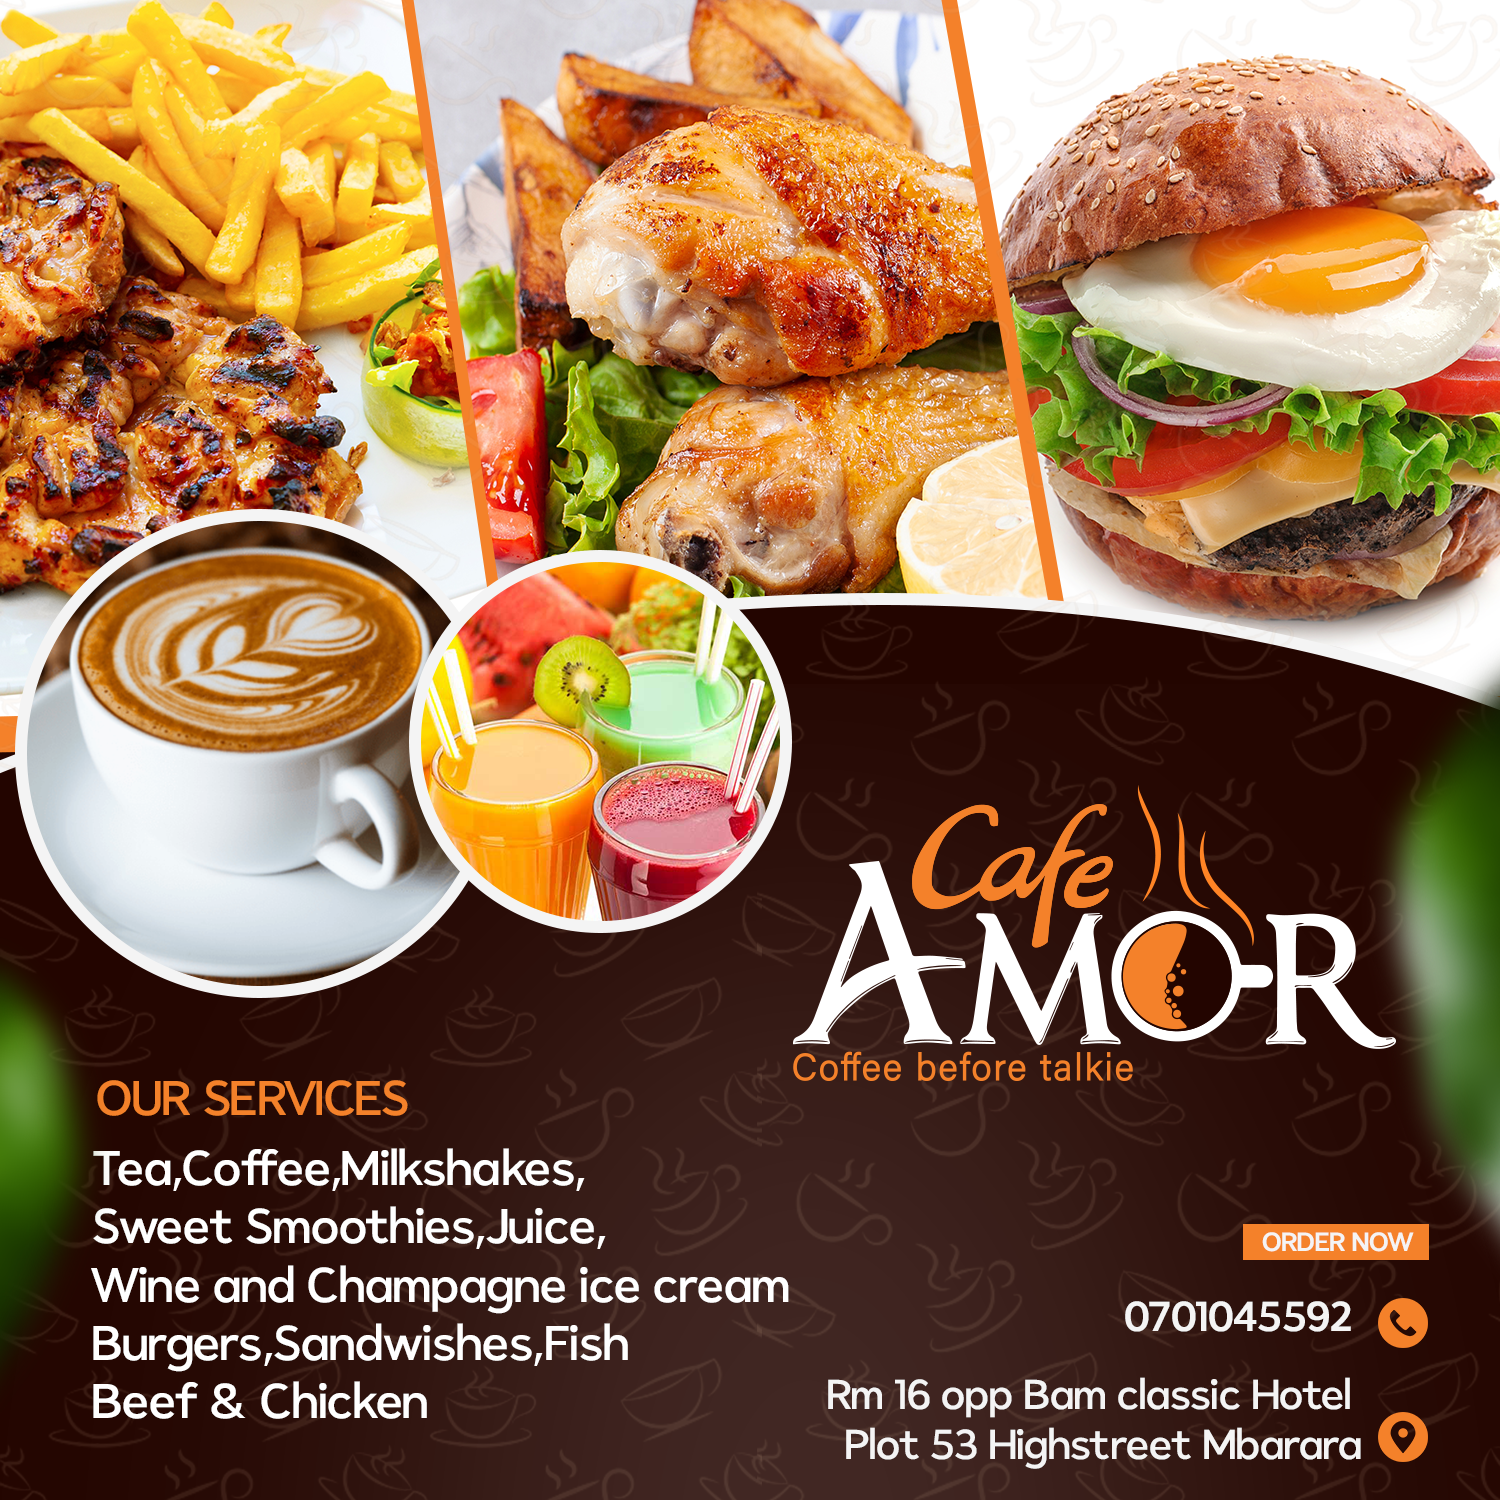 Cafe
AMOR
Coffee before talkie
OUR SERVICES
Tea,Coffee,Milkshakes,
Sweet Smoothies,Juice,
Wine and Champagne ice cream
Burgers,Sandwishes,Fish
Beef & Chicken
ORDER NOW
0701045592
Rm 16 opp Bam classic Hotel
Plot 53 Highstreet Mbarara